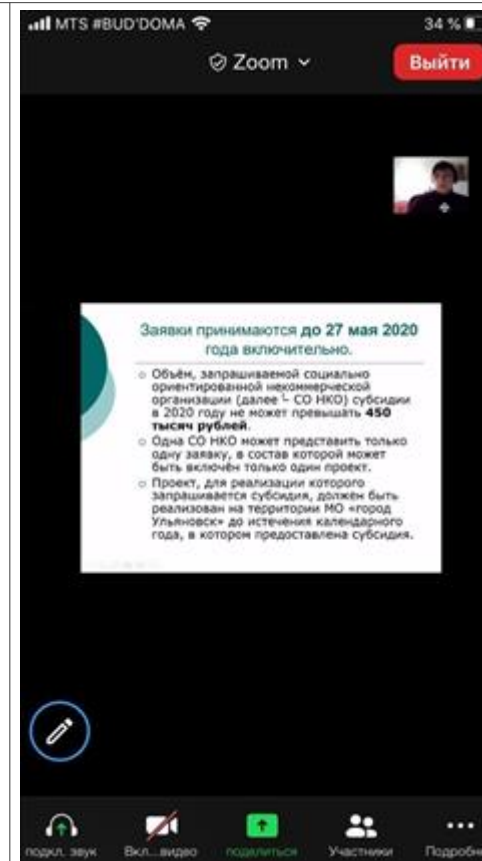 MTS #BUD'DOMA 34 %
Zoom
Выйти
Заявки принимаются до 27 мая 2020
года включительно.
Объём, запрашиваемой социально
ориентированной некоммерческой
организации (далее – СО НКО) субсидии
в 2020 году не может превышать 450
тысяч рублей.
Одна СО НКО может представить только
одну заявку, в состав которой может
быть включён только один проект.
Проект, для реализации которого
запрашивается субсидия, должен быть
реализован на территории МО «город
Ульяновск» до истечения календарного
года, в котором предоставлена субсидия.
подкл. звук Вкл...видео поделиться Участники Подробн